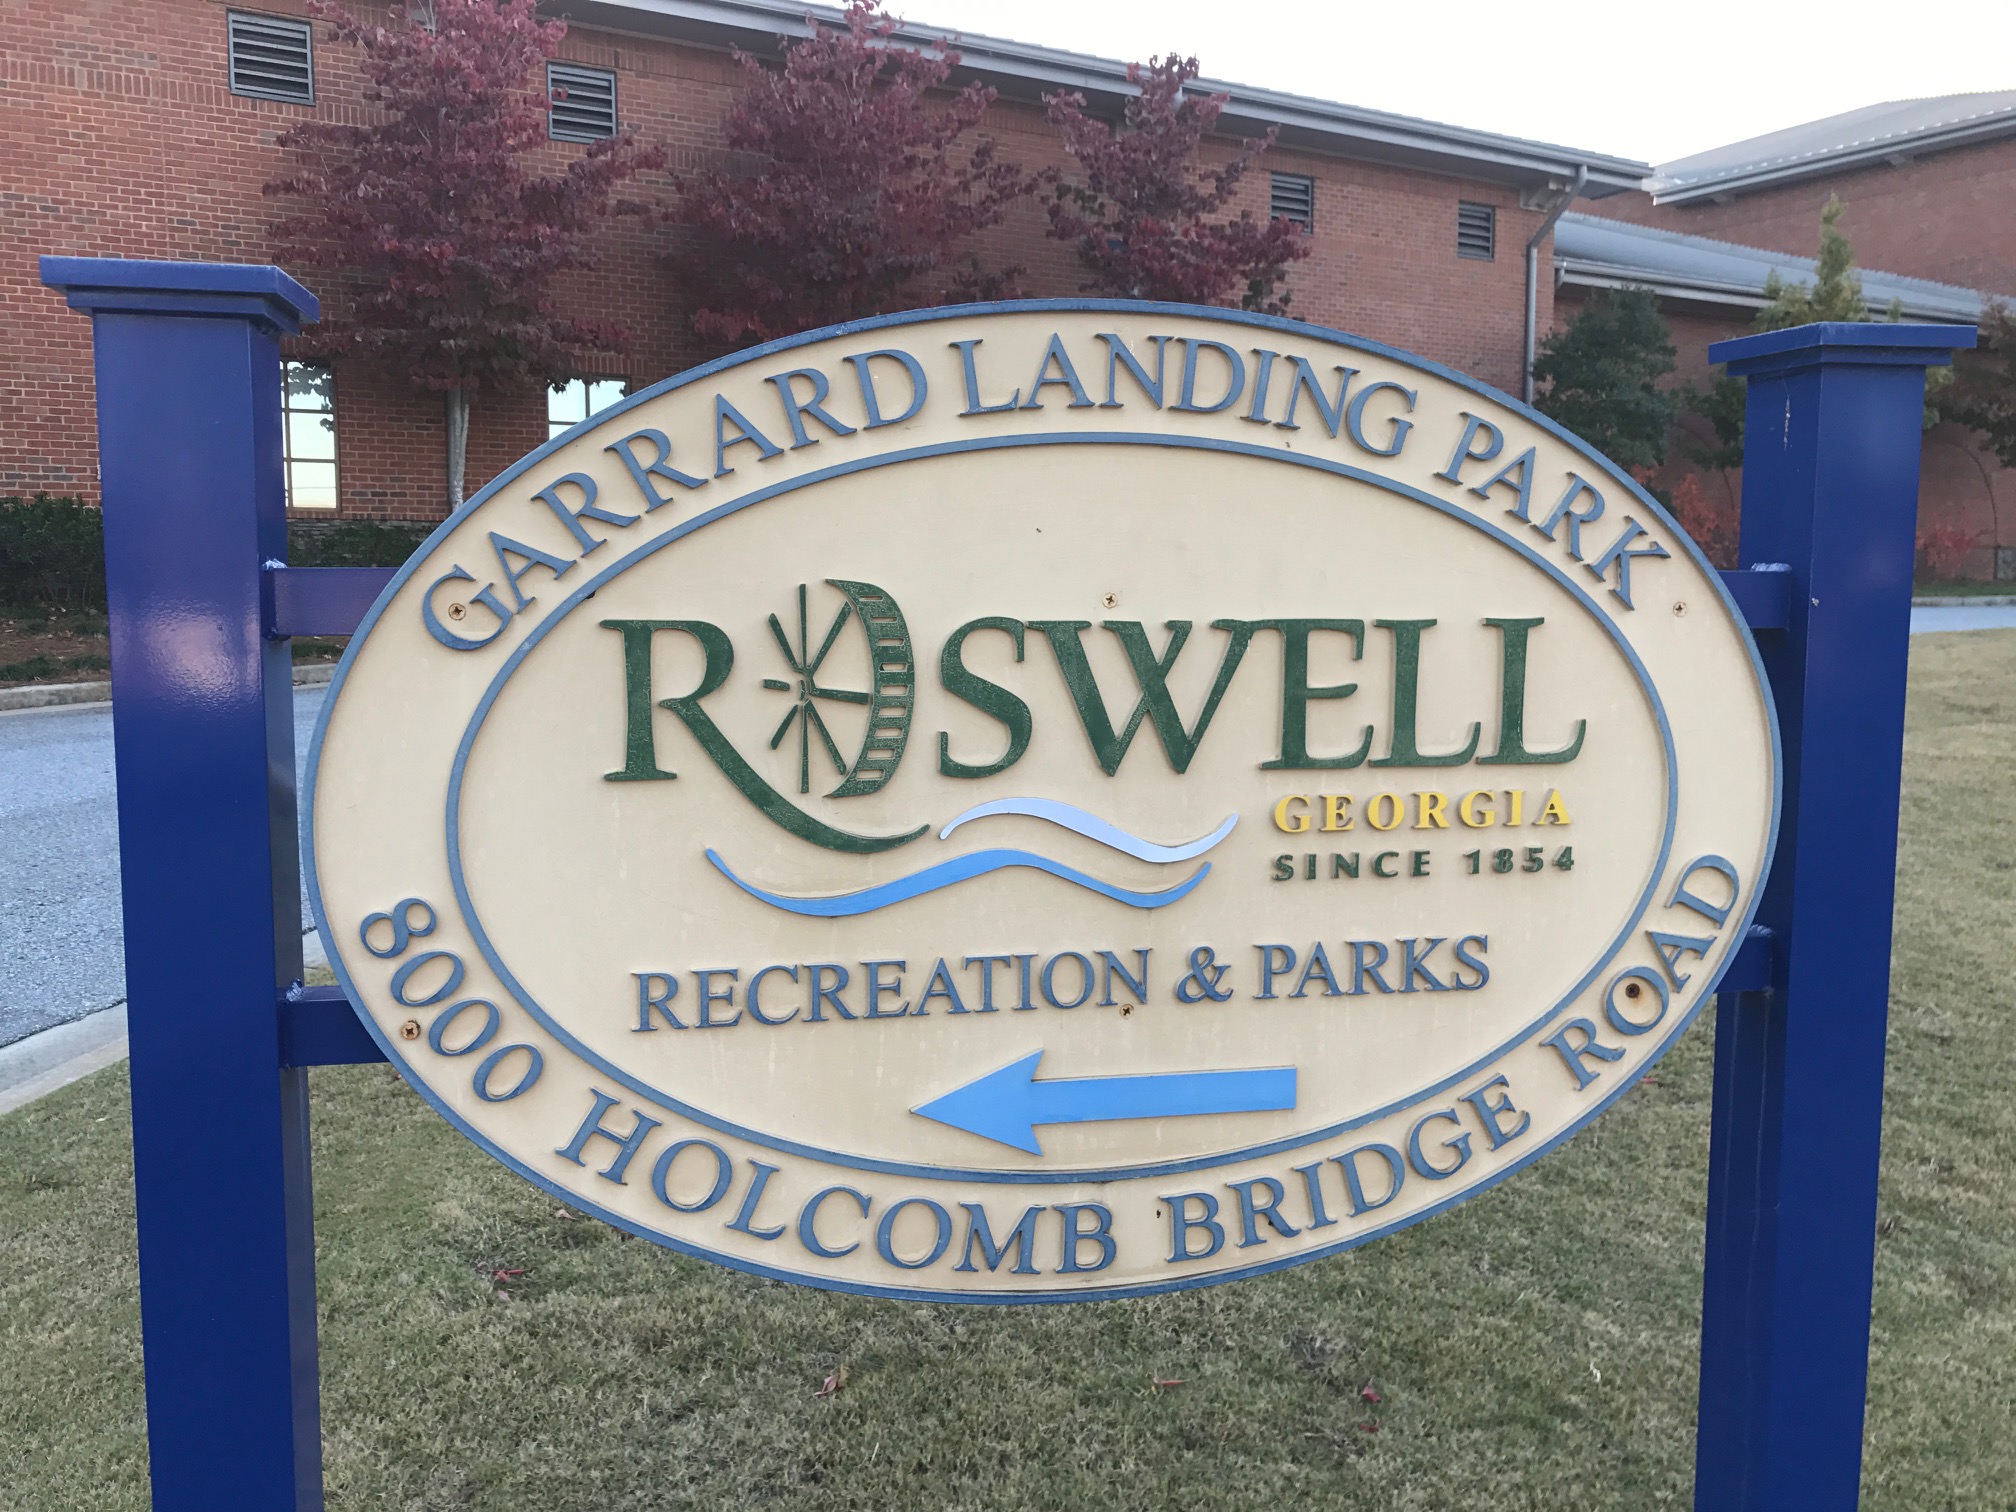 GARRARD LANDING PARK
ROSWELL
GEORGIA
SINCE 1854
RECREATION & PARKS
8000 HOLCOMB BRIDGE ROAD